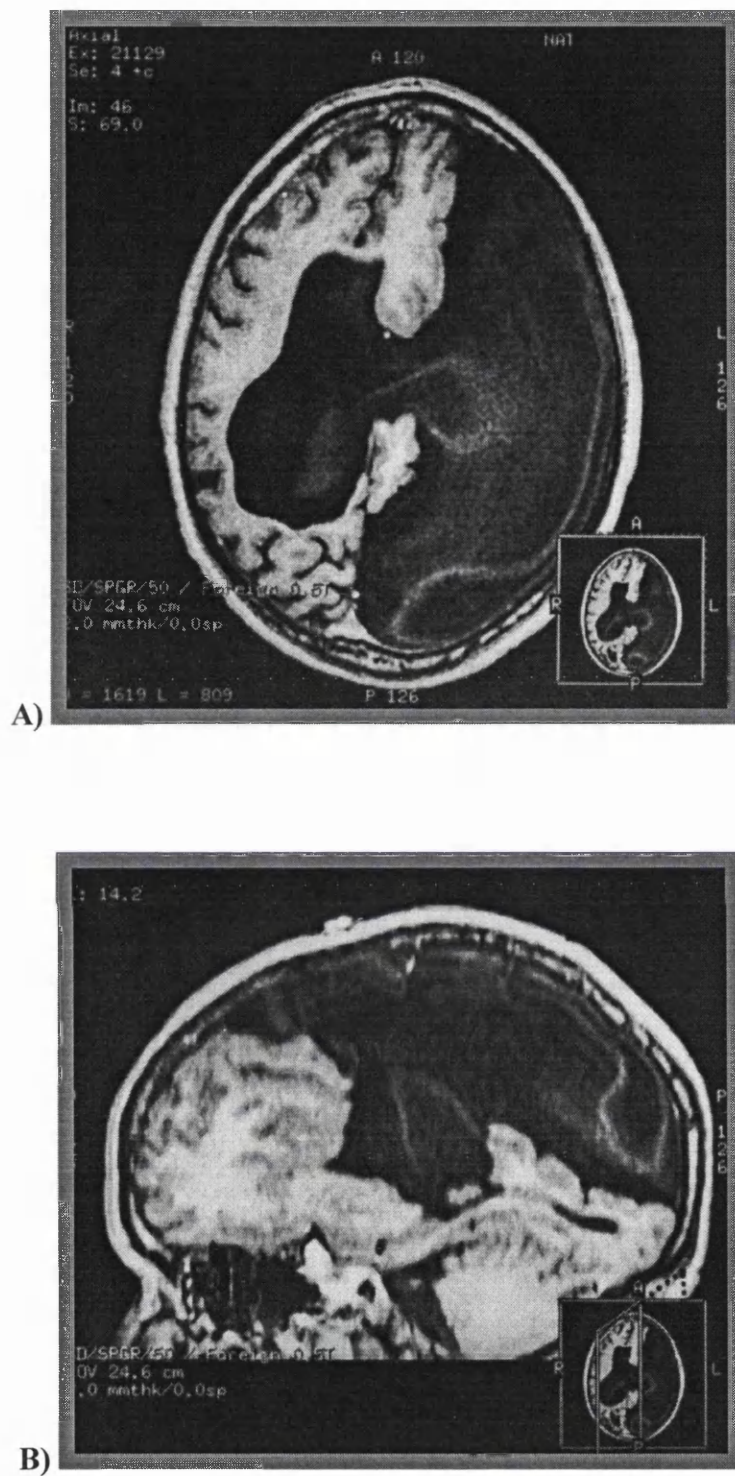 Axial
Ex: 21129
Se: 4 +c
Im: 46
S: 69.0
NAT
A 120
R
L
1
2
6
A
R
L
P
SD/SPGR/50 / Foreign 0.5T
OV 24.6 cm
.0 mmthk/0.0sp
= 1619 L = 809
P 126
A)
: 14.2
P
1
2
6
A
R
L
P
D/SPGR/50 / Foreign 0.5T
OV 24.6 cm
.0 mmthk/0.0sp
B)